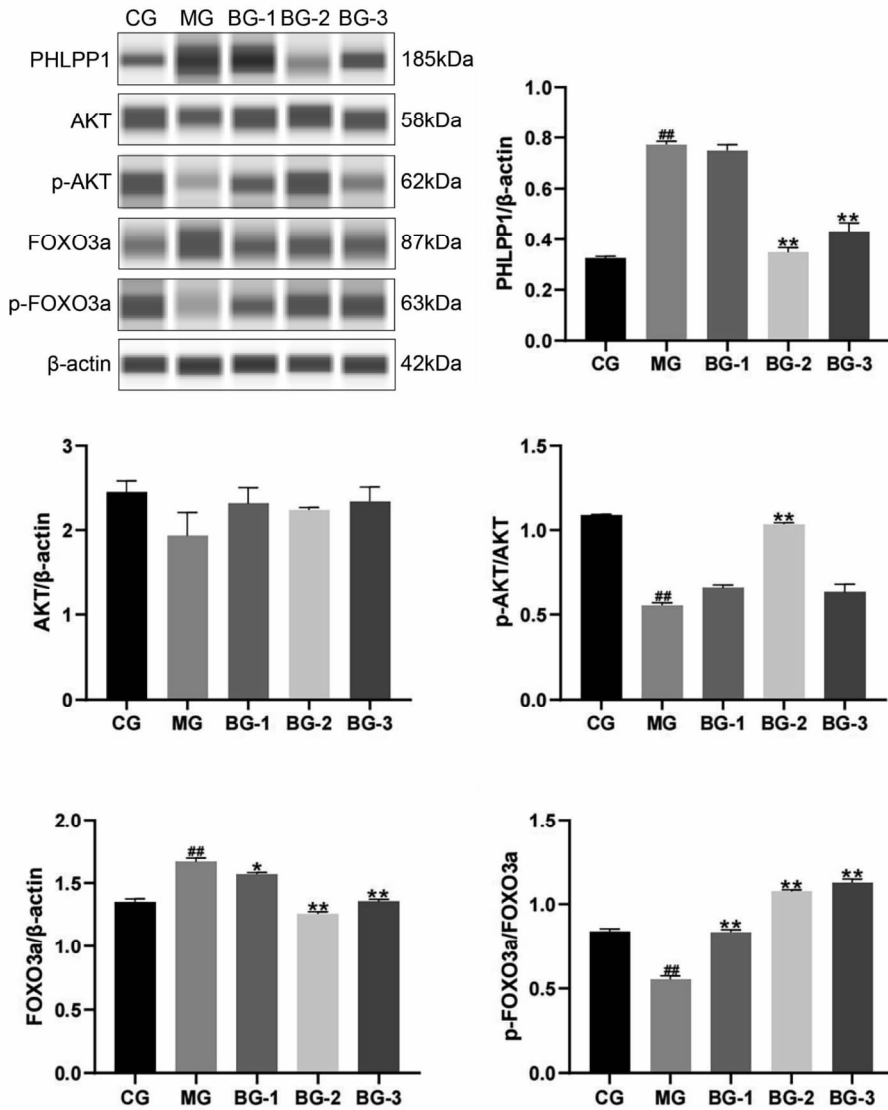 CG MG BG-1 BG-2 BG-3
PHLPP1 185kDa
AKT 58kDa
p-AKT 62kDa
FOXO3a 87kDa
p-FOXO3a 63kDa
β-actin 42kDa
PHLPP1/β-actin
1.0
0.8
0.6
0.4
0.2
0.0
##
**
**
CG MG BG-1 BG-2 BG-3
AKT/β-actin
3
2
1
0
CG MG BG-1 BG-2 BG-3
p-AKT/AKT
1.5
1.0
0.5
0.0
##
**
CG MG BG-1 BG-2 BG-3
FOXO3a/β-actin
2.0
1.5
1.0
0.5
0.0
##
*
**
**
CG MG BG-1 BG-2 BG-3
p-FOXO3a/FOXO3a
1.5
1.0
0.5
0.0
##
**
**
**
CG MG BG-1 BG-2 BG-3